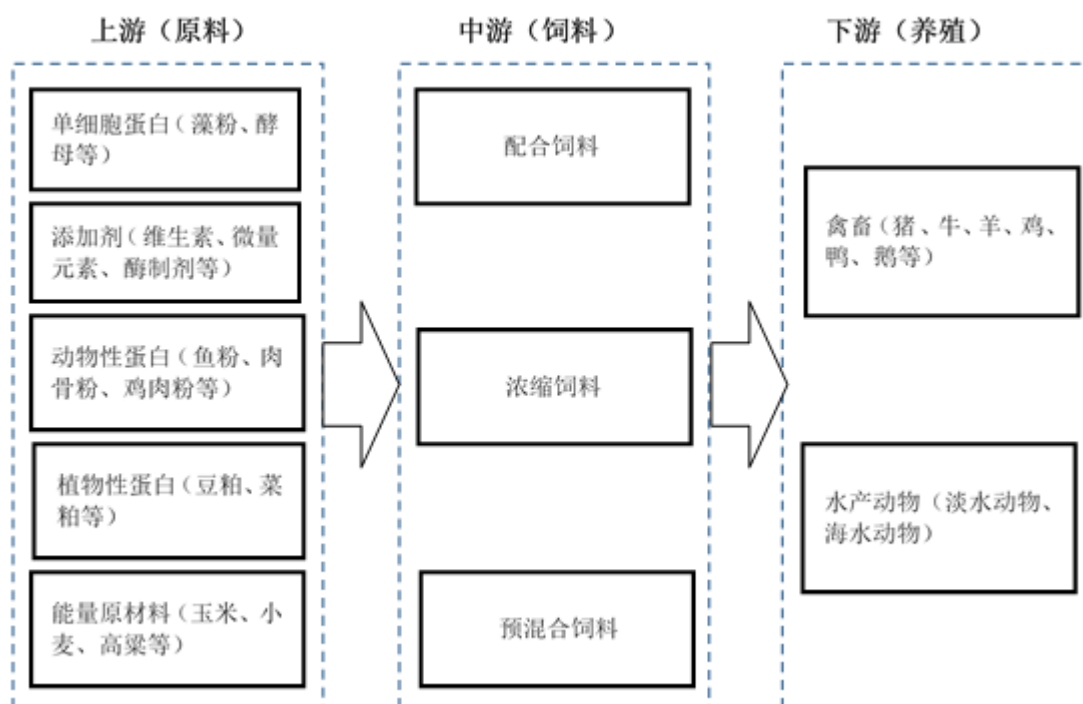 上游（原料）
单细胞蛋白（藻粉、酵
母等）
添加剂（维生素、微量
元素、酶制剂等）
动物性蛋白（鱼粉、肉
骨粉、鸡肉粉等）
植物性蛋白（豆粕、菜
粕等）
能量原材料（玉米、小
麦、高粱等）
中游（饲料）
配合饲料
浓缩饲料
预混合饲料
下游（养殖）
禽畜（猪、牛、羊、鸡、
鸭、鹅等）
水产动物（淡水动物、
海水动物）